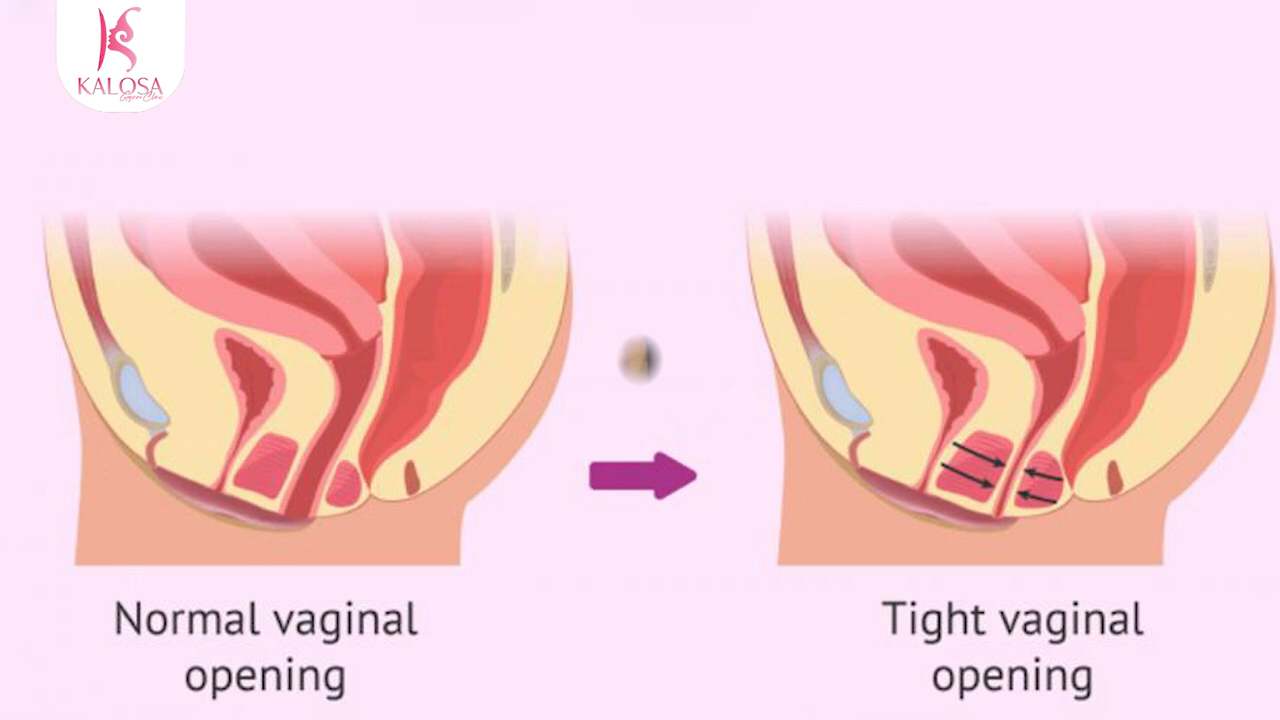 KALOSA
Normal vaginal
opening
Tight vaginal
opening